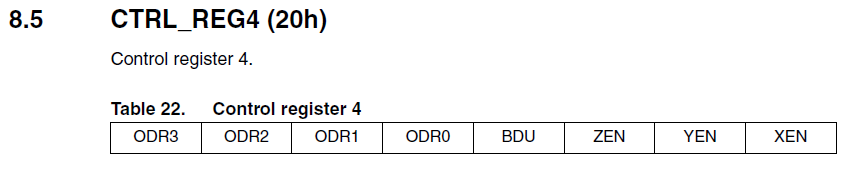 8.5 CTRL_REG4 (20h)
Control register 4.
Table 22. Control register 4
ODR3 ODR2 ODR1 ODR0 BDU ZEN YEN XEN